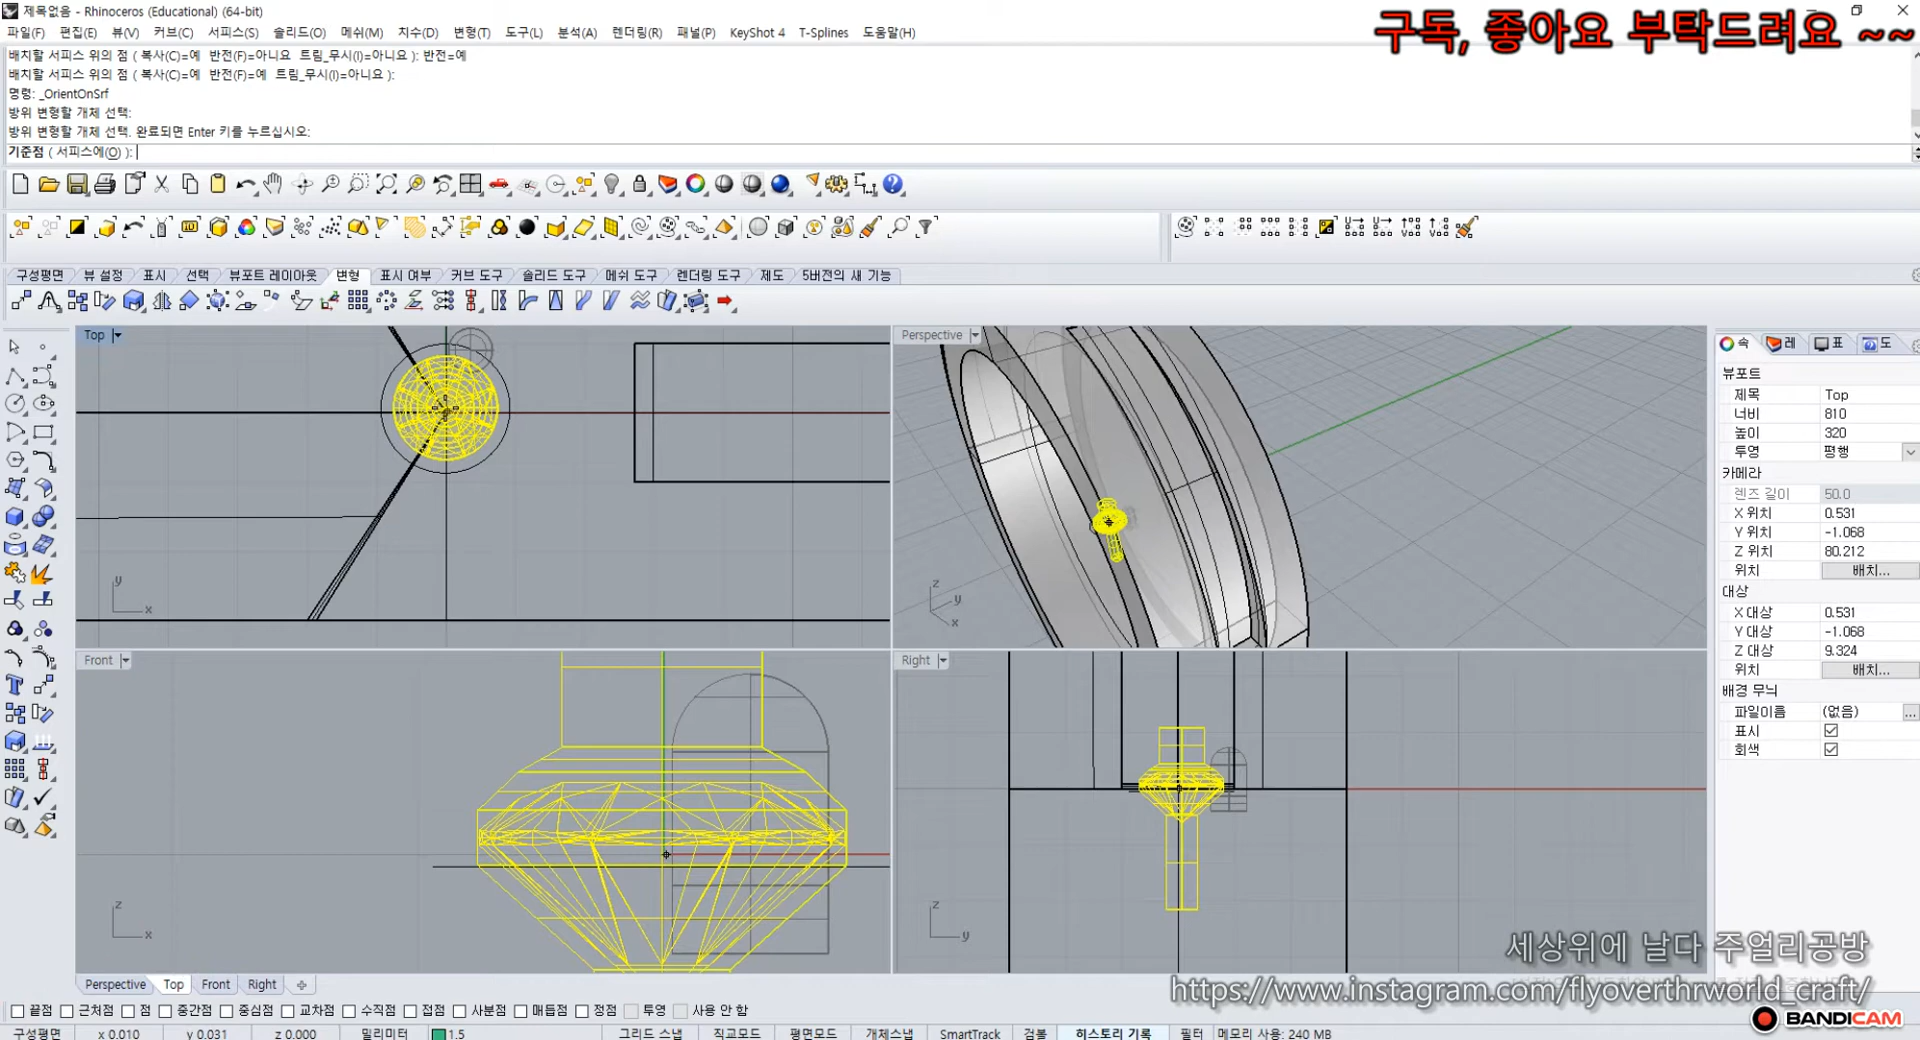 제목없음 - Rhinoceros (Educational) (64-bit)
구독, 좋아요 부탁드려요 ~~
파일(F) 편집(E) 뷰(V) 커브(C) 서피스(S) 솔리드(O) 메쉬(M) 치수(D) 변형(T) 도구(L) 분석(A) 렌더링(R) 패널(P) KeyShot 4 T-Splines 도움말(H)
배치할 서피스 위의 점 ( 복사(C)=예 반전(F)=아니요 트림_무시(I)=아니요 ): 반전=예
배치할 서피스 위의 점 ( 복사(C)=예 반전(F)=예 트림_무시(I)=아니요 ):
명령: _OrientOnSrf
방위 변형할 개체 선택:
방위 변형할 개체 선택. 완료되면 Enter 키를 누르십시오:
기준점 ( 서피스에(O) ):
구성평면 뷰 설정 표시 선택 뷰포트 레이아웃 변형 표시 여부 커브 도구 솔리드 도구 메쉬 도구 렌더링 도구 제도 5버전의 새 기능
Top
y
x
Perspective
z
y
x
Front
z
x
Right
z
y
속 레 표 도
뷰포트
제목 Top
너비 810
높이 320
투영 평행
카메라
렌즈 길이 50.0
X 위치 0.531
Y 위치 -1.068
Z 위치 80.212
위치 배치...
대상
X 대상 0.531
Y 대상 -1.068
Z 대상 9.324
위치 배치...
배경 무늬
파일이름 (없음) ...
표시
회색
세상위에 날다 주얼리공방
https://www.instagram.com/flyoverthrworld_craft/
BANDICAM
Perspective Top Front Right
끝점 근처점 점 중간점 중심점 교차점 수직점 접점 사분점 매듭점 정점 투영 사용 안 함
구성평면 x 0.010 y 0.031 z 0.000 밀리미터 1.5 그리드 스냅 직교모드 평면모드 개체스냅 SmartTrack 검볼 히스토리 기록 필터 메모리 사용: 240 MB